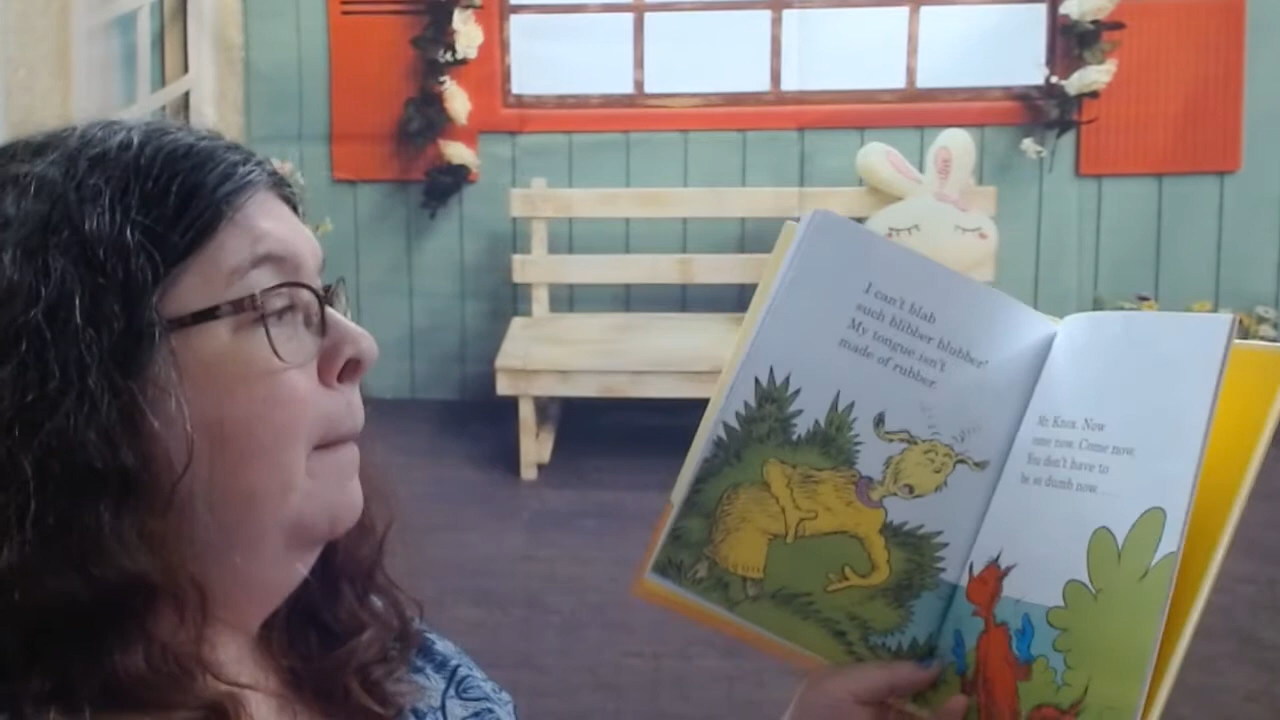 I can't blab
such blibber blubber!
My tongue isn't
made of rubber.
Mr. Knox. Now
come now. Come now.
You don't have to
be so dumb now. . . .